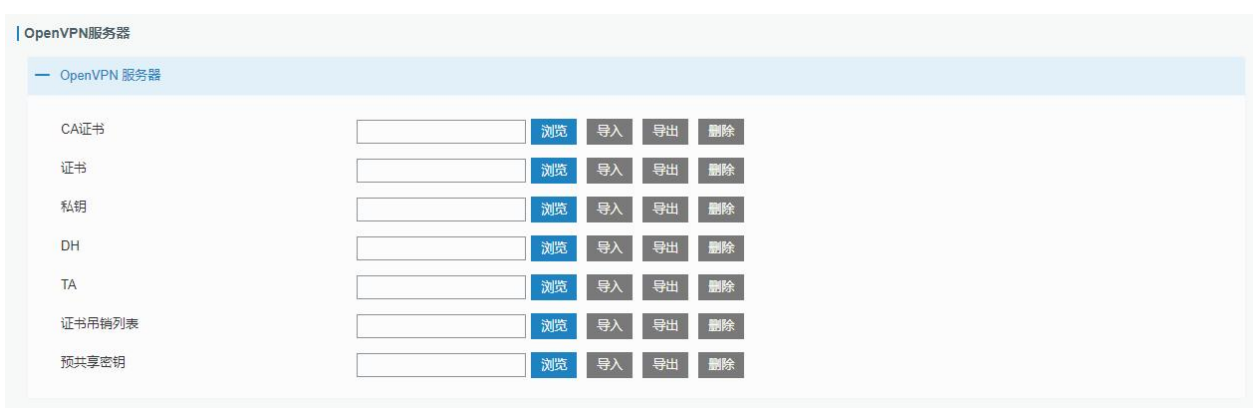 OpenVPN服务器
OpenVPN 服务器
CA证书 浏览 导入 导出 删除
证书 浏览 导入 导出 删除
私钥 浏览 导入 导出 删除
DH 浏览 导入 导出 删除
TA 浏览 导入 导出 删除
证书吊销列表 浏览 导入 导出 删除
预共享密钥 浏览 导入 导出 删除